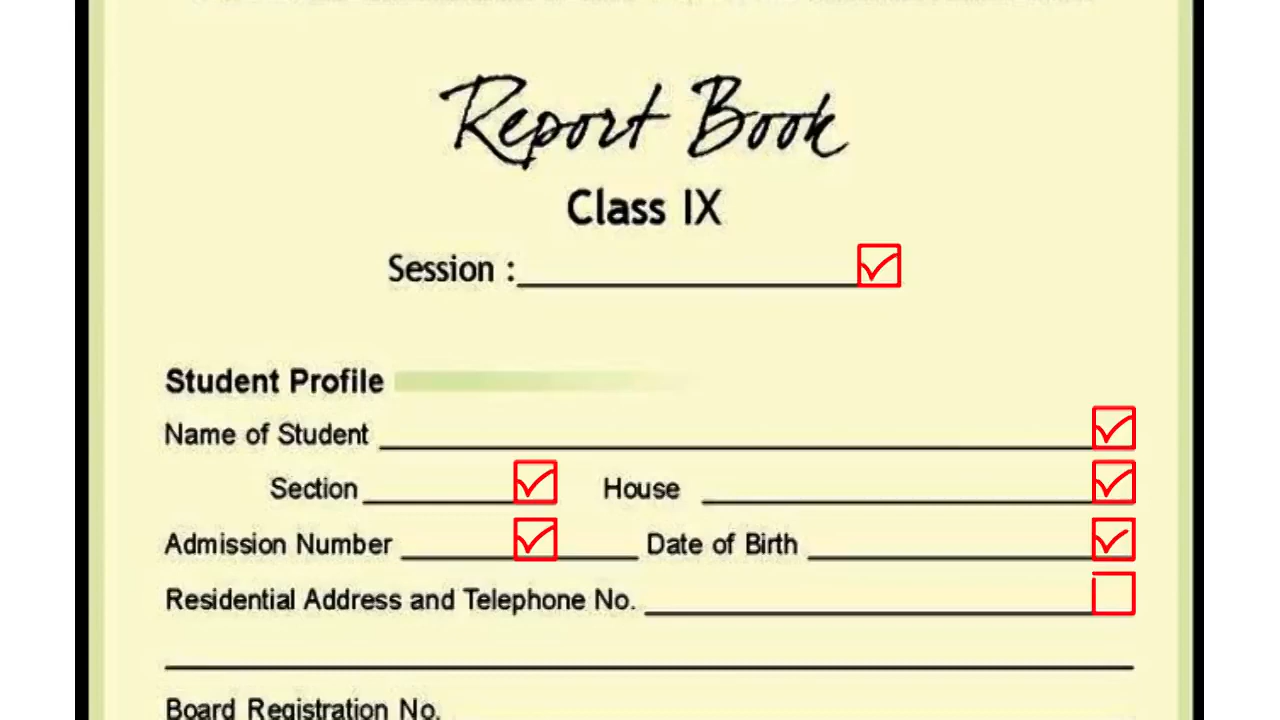 Report Book
Class IX
Session :
Student Profile
Name of Student
Section House
Admission Number Date of Birth
Residential Address and Telephone No.
Board Registration No.